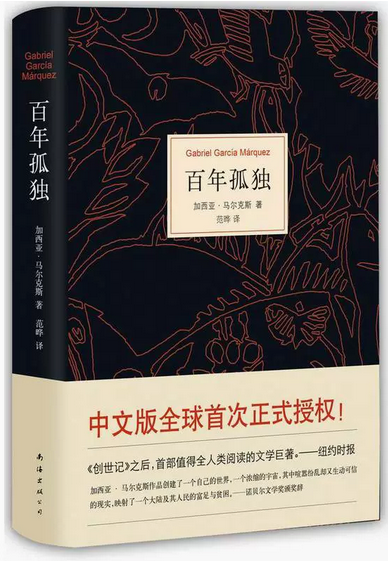 Gabriel
García
Márquez
百年孤独
加西亚·马尔克斯 著
范晔 译
南海出版公司
Gabriel García Márquez
百年孤独
加西亚·马尔克斯 著
范晔 译
中文版全球首次正式授权!
《创世记》之后,首部值得全人类阅读的文学巨著。——纽约时报
加西亚·马尔克斯作品创建了一个自己的世界,一个浓缩的宇宙,其中喧嚣纷乱却又生动可信
的现实,映射了一个大陆及其人民的富足与贫困。——诺贝尔文学奖颁奖辞